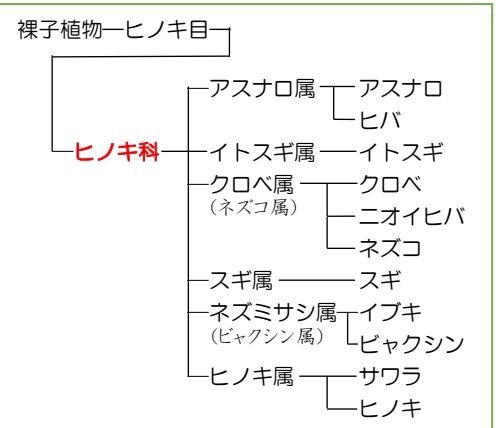 裸子植物―ヒノキ目
アスナロ属 アスナロ
ヒバ
ヒノキ科 イトスギ属 イトスギ
クロベ属 クロベ
(ネズコ属) ニオイヒバ
ネズコ
スギ属 スギ
ネズミサシ属 イブキ
(ビャクシン属) ビャクシン
ヒノキ属 サワラ
ヒノキ